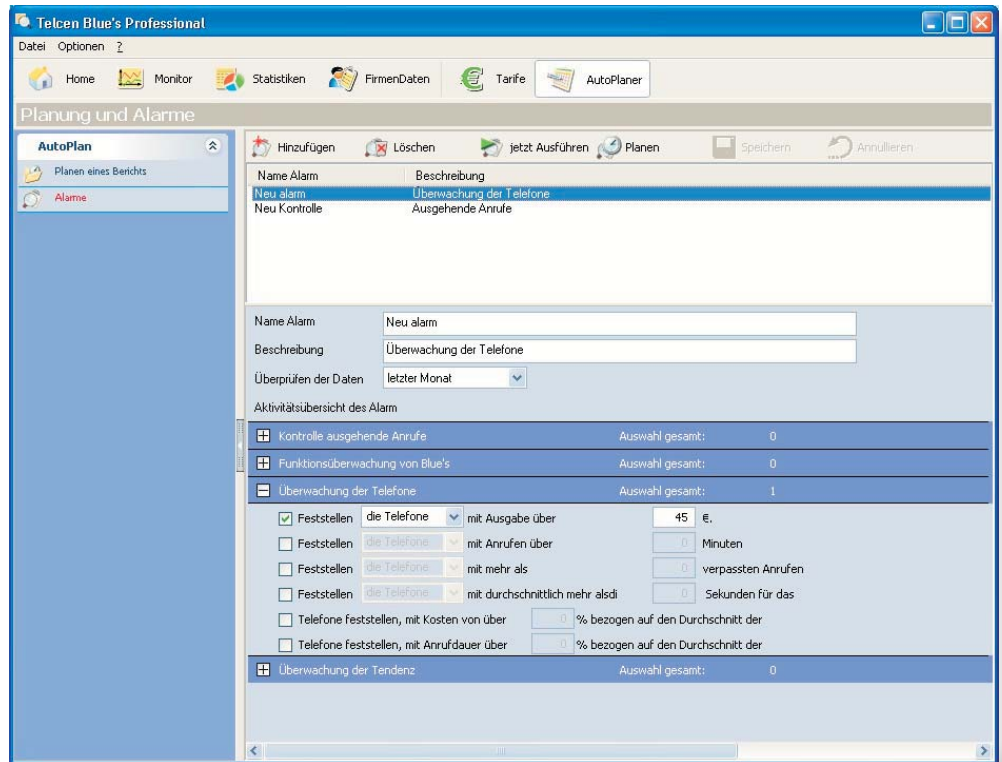 Telcen Blue's Professional
Datei Optionen ?
Home Monitor Statistiken FirmenDaten Tarife AutoPlaner
Planung und Alarme
AutoPlan
Planen eines Berichts
Alarme
Hinzufügen Löschen jetzt Ausführen Planen Speichern Annullieren
Name Alarm Beschreibung
Neu alarm Überwachung der Telefone
Neu Kontrolle Ausgehende Anrufe
Name Alarm Neu alarm
Beschreibung Überwachung der Telefone
Überprüfen der Daten letzter Monat
Aktivitätsübersicht des Alarm
Kontrolle ausgehende Anrufe Auswahl gesamt: 0
Funktionsüberwachung von Blue's Auswahl gesamt: 0
Überwachung der Telefone Auswahl gesamt: 1
Feststellen die Telefone mit Ausgabe über 45 €.
Feststellen die Telefone mit Anrufen über 0 Minuten
Feststellen die Telefone mit mehr als 0 verpassten Anrufen
Feststellen die Telefone mit durchschnittlich mehr alsdi 0 Sekunden für das
Telefone feststellen, mit Kosten von über 0 % bezogen auf den Durchschnitt der
Telefone feststellen, mit Anrufdauer über 0 % bezogen auf den Durchschnitt der
Überwachung der Tendenz Auswahl gesamt: 0